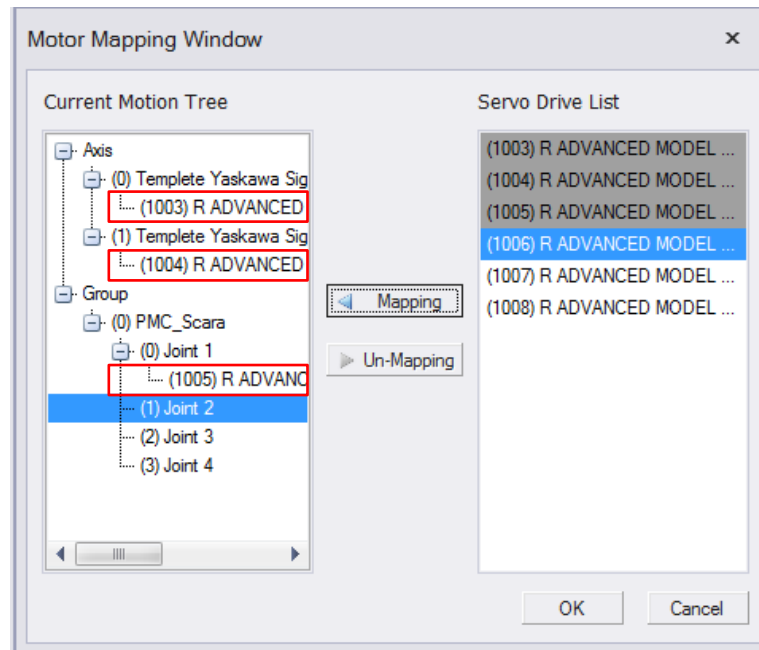 Motor Mapping Window
Current Motion Tree
Axis
(0) Templete Yaskawa Sig
(1003) R ADVANCED
(1) Templete Yaskawa Sig
(1004) R ADVANCED
Group
(0) PMC_Scara
(0) Joint 1
(1005) R ADVANC
(1) Joint 2
(2) Joint 3
(3) Joint 4
Mapping
Un-Mapping
Servo Drive List
(1003) R ADVANCED MODEL ...
(1004) R ADVANCED MODEL ...
(1005) R ADVANCED MODEL ...
(1006) R ADVANCED MODEL ...
(1007) R ADVANCED MODEL ...
(1008) R ADVANCED MODEL ...
OK
Cancel